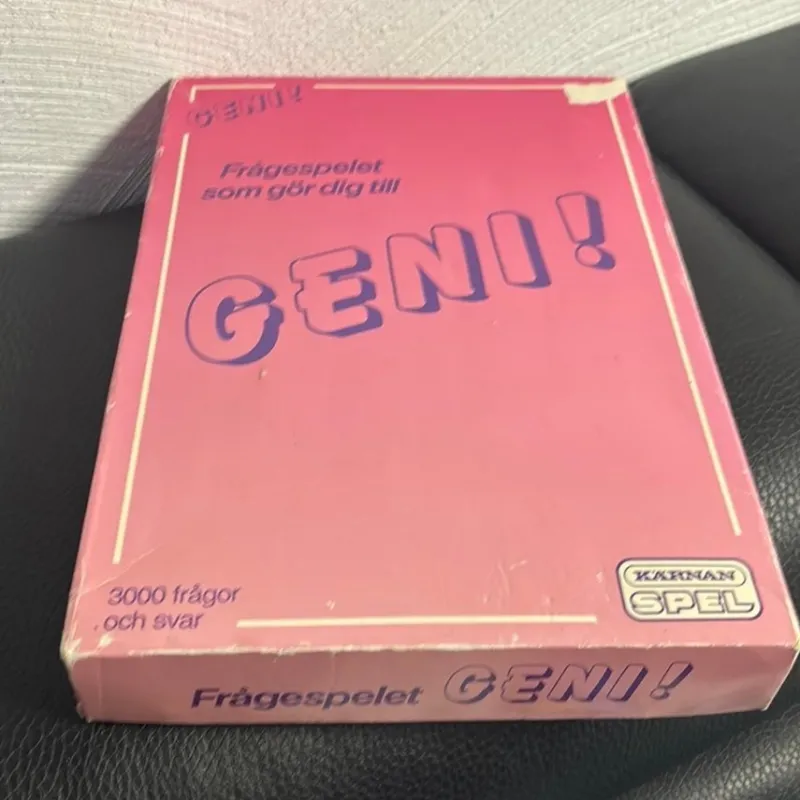 GENI!
Frågespelet
som gör dig till
GENI!
3000 frågor
och svar
KÄRNAN
SPEL
Frågespelet GENI!